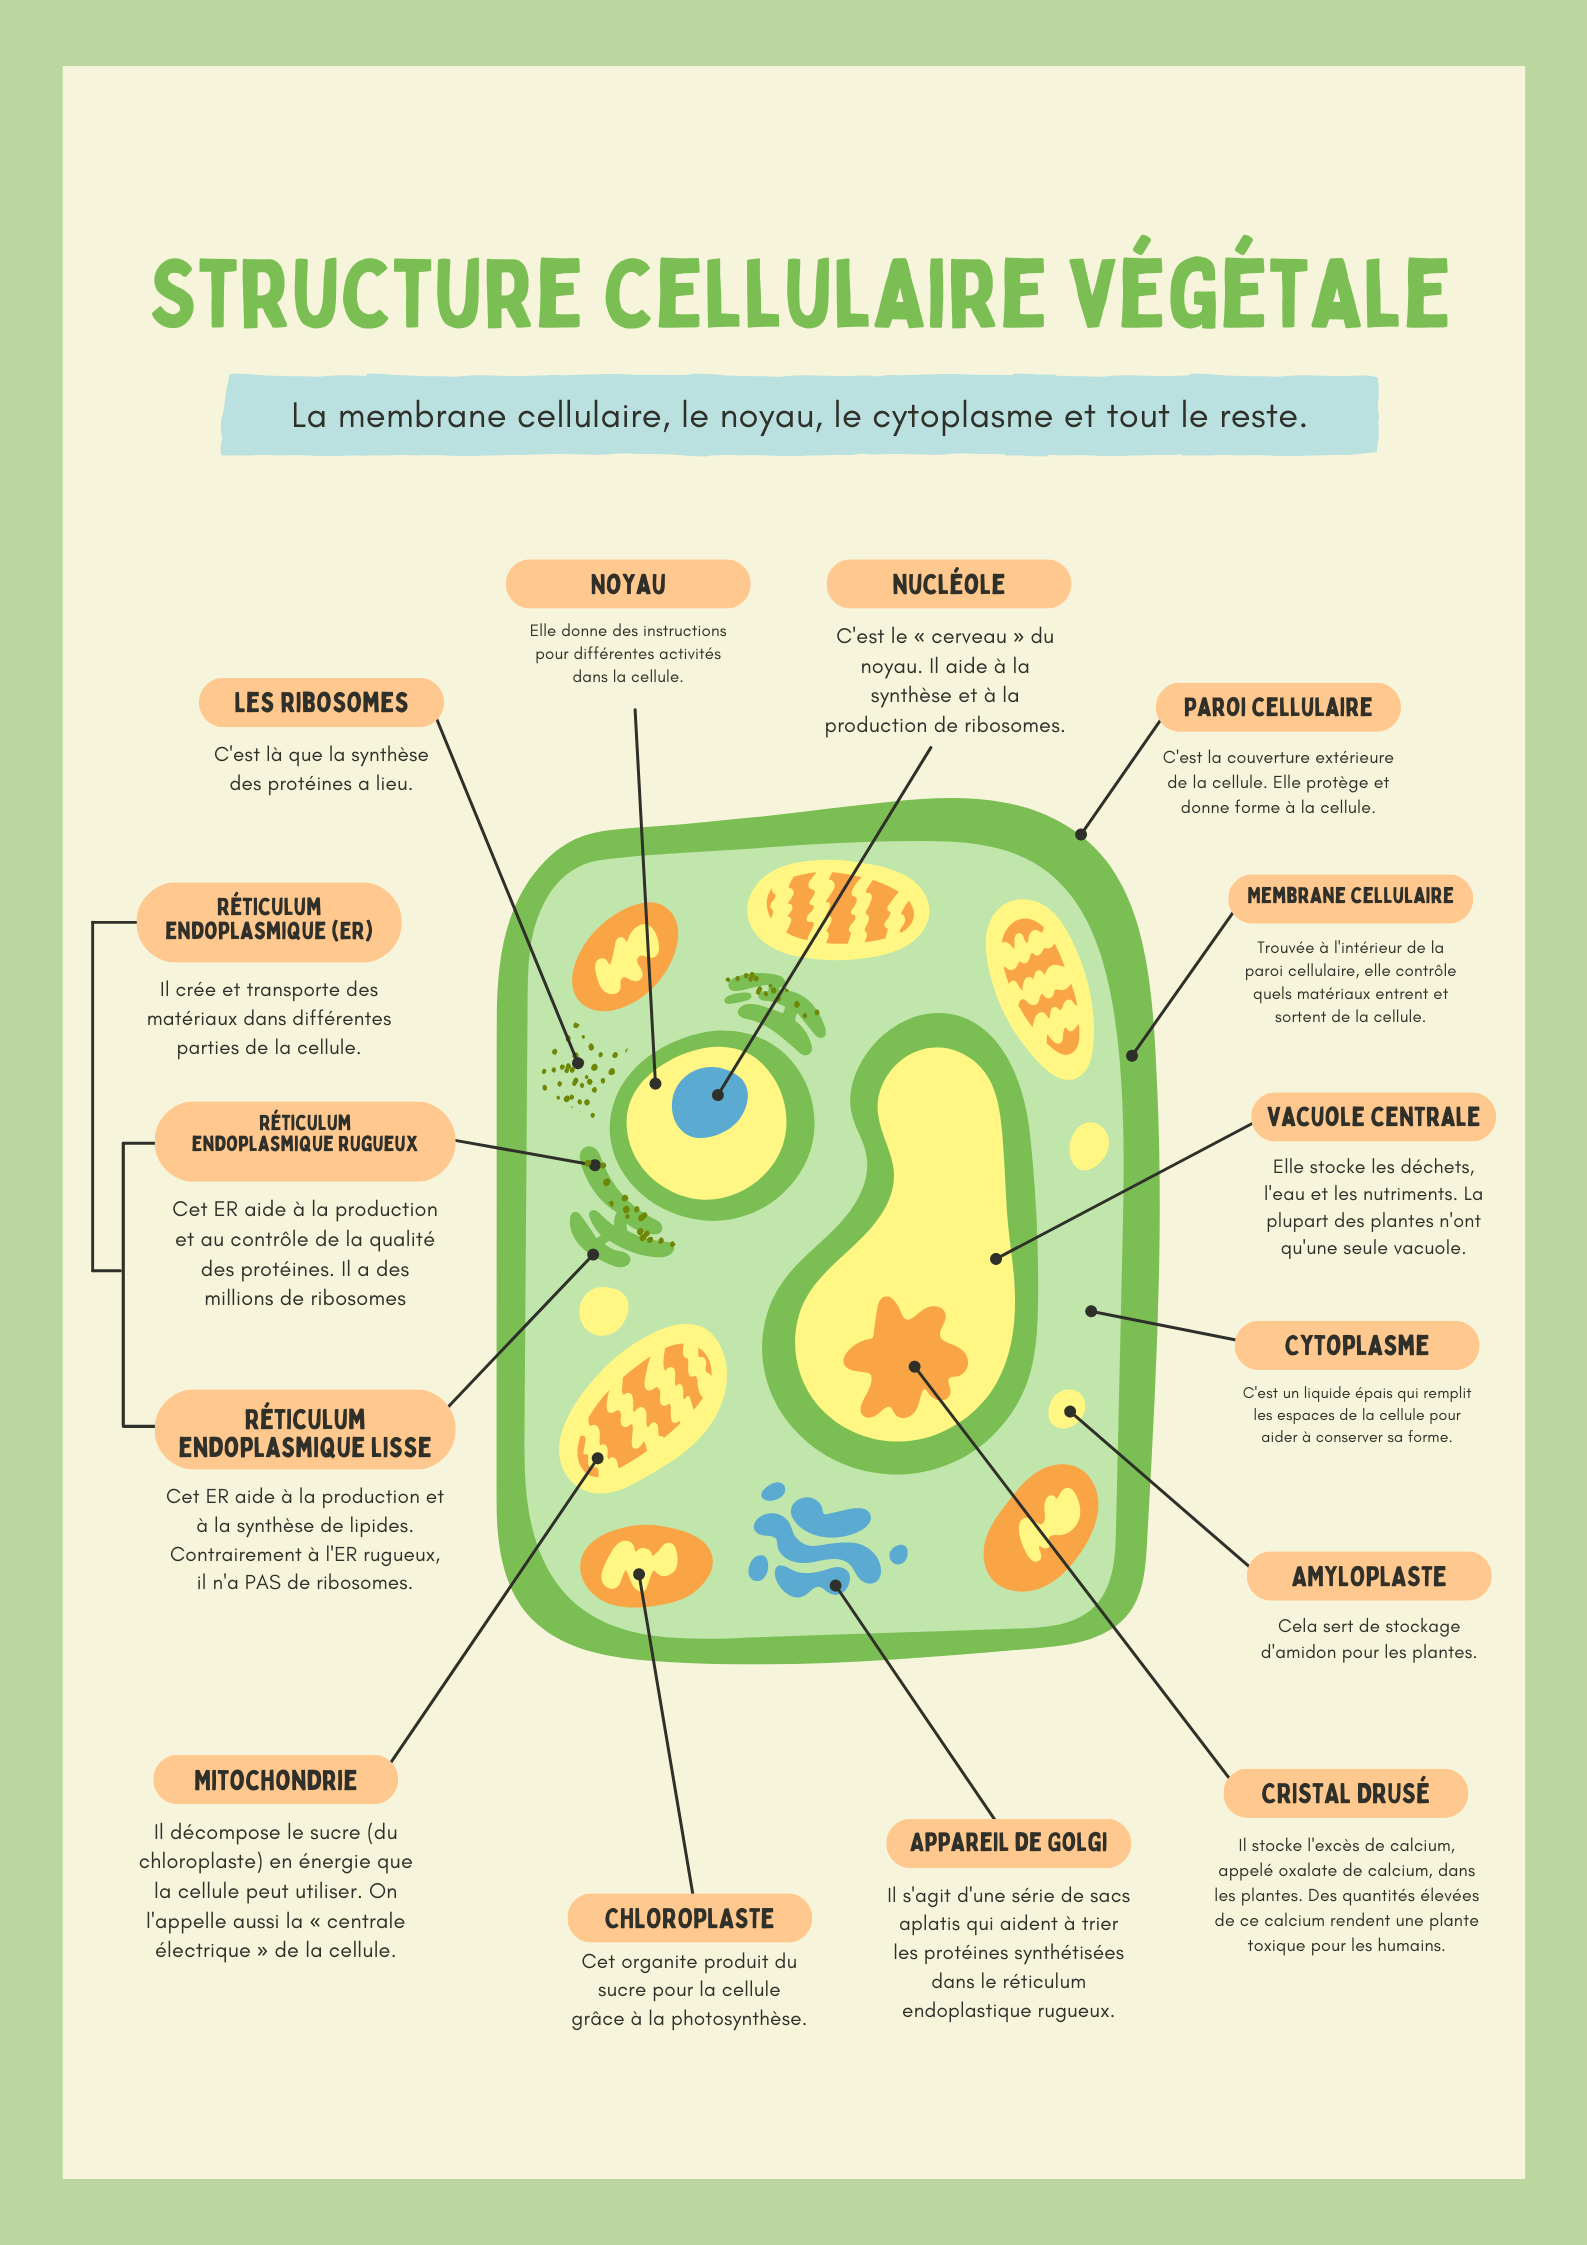 STRUCTURE CELLULAIRE VÉGÉTALE
La membrane cellulaire, le noyau, le cytoplasme et tout le reste.
NOYAU
Elle donne des instructions
pour différentes activités
dans la cellule.
NUCLÉOLE
C'est le « cerveau » du
noyau. Il aide à la
synthèse et à la
production de ribosomes.
LES RIBOSOMES
C'est là que la synthèse
des protéines a lieu.
PAROI CELLULAIRE
C'est la couverture extérieure
de la cellule. Elle protège et
donne forme à la cellule.
RÉTICULUM
ENDOPLASMIQUE (ER)
Il crée et transporte des
matériaux dans différentes
parties de la cellule.
MEMBRANE CELLULAIRE
Trouvée à l'intérieur de la
paroi cellulaire, elle contrôle
quels matériaux entrent et
sortent de la cellule.
RÉTICULUM
ENDOPLASMIQUE RUGUEUX
Cet ER aide à la production
et au contrôle de la qualité
des protéines. Il a des
millions de ribosomes
VACUOLE CENTRALE
Elle stocke les déchets,
l'eau et les nutriments. La
plupart des plantes n'ont
qu'une seule vacuole.
CYTOPLASME
C'est un liquide épais qui remplit
les espaces de la cellule pour
aider à conserver sa forme.
RÉTICULUM
ENDOPLASMIQUE LISSE
Cet ER aide à la production et
à la synthèse de lipides.
Contrairement à l'ER rugueux,
il n'a PAS de ribosomes.
AMYLOPLASTE
Cela sert de stockage
d'amidon pour les plantes.
MITOCHONDRIE
Il décompose le sucre (du
chloroplaste) en énergie que
la cellule peut utiliser. On
l'appelle aussi la « centrale
électrique » de la cellule.
CHLOROPLASTE
Cet organite produit du
sucre pour la cellule
grâce à la photosynthèse.
APPAREIL DE GOLGI
Il s'agit d'une série de sacs
aplatis qui aident à trier
les protéines synthétisées
dans le réticulum
endoplastique rugueux.
CRISTAL DRUSÉ
Il stocke l'excès de calcium,
appelé oxalate de calcium, dans
les plantes. Des quantités élevées
de ce calcium rendent une plante
toxique pour les humains.